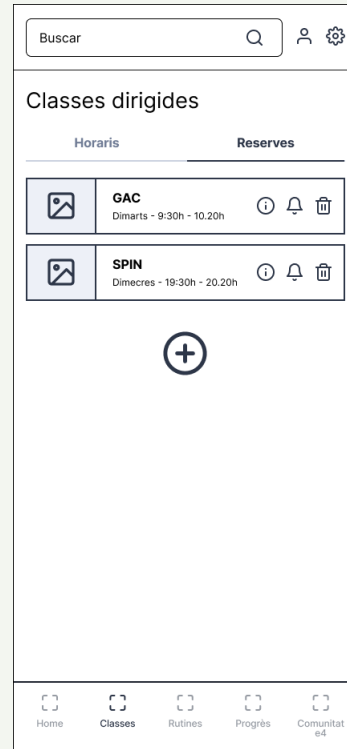 Buscar
Classes dirigides
Horaris
Reserves
GAC
Dimarts - 9:30h - 10.20h
SPIN
Dimecres - 19:30h - 20.20h
Home
Classes
Rutines
Progrès
Comunitat
e4